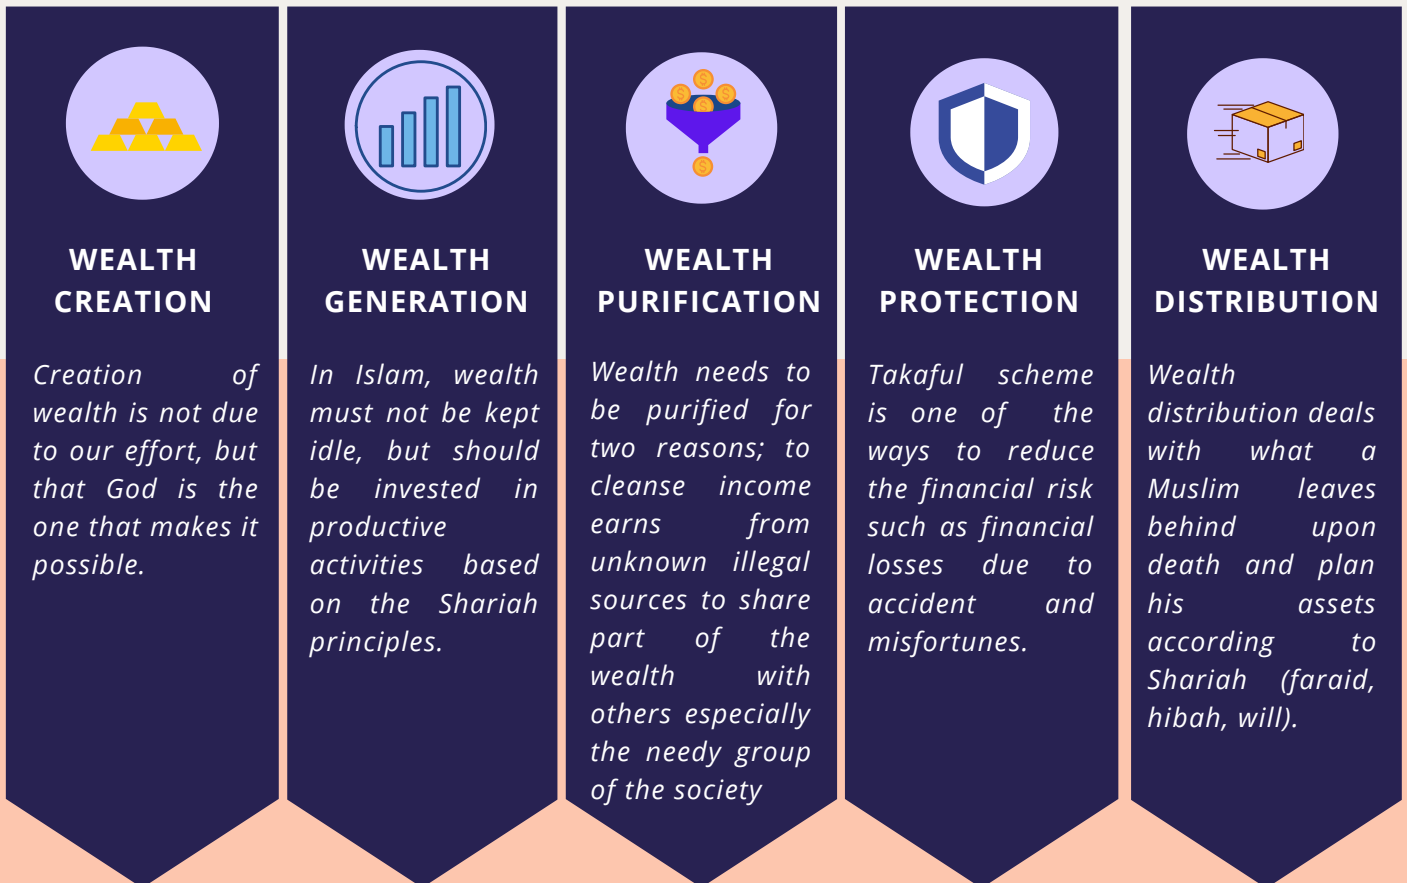 WEALTH
CREATION
Creation of
wealth is not due
to our effort, but
that God is the
one that makes it
possible.
WEALTH
GENERATION
In Islam, wealth
must not be kept
idle, but should
be invested in
productive
activities based
on the Shariah
principles.
WEALTH
PURIFICATION
Wealth needs to
be purified for
two reasons; to
cleanse income
earns from
unknown illegal
sources to share
part of the
wealth with
others especially
the needy group
of the society
WEALTH
PROTECTION
Takaful scheme
is one of the
ways to reduce
the financial risk
such as financial
losses due to
accident and
misfortunes.
WEALTH
DISTRIBUTION
Wealth
distribution deals
with what a
Muslim leaves
behind upon
death and plan
his assets
according to
Shariah (faraid,
hibah, will).